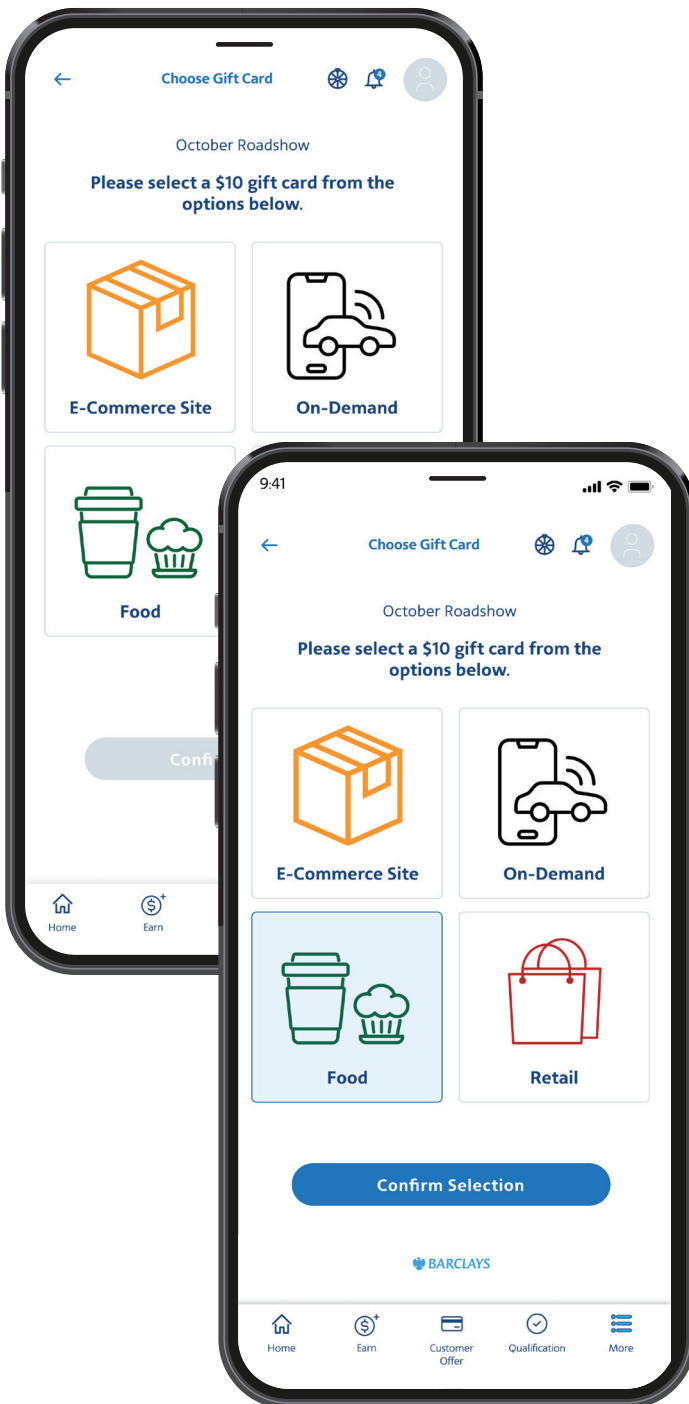 Choose Gift Card
4
October Roadshow
Please select a $10 gift card from the
options below.
E-Commerce Site
On-Demand
Food
Home
Earn
9:41
Choose Gift Card
4
October Roadshow
Please select a $10 gift card from the
options below.
E-Commerce Site
On-Demand
Food
Retail
Confirm Selection
BARCLAYS
Home
Earn
Customer
Offer
Qualification
More